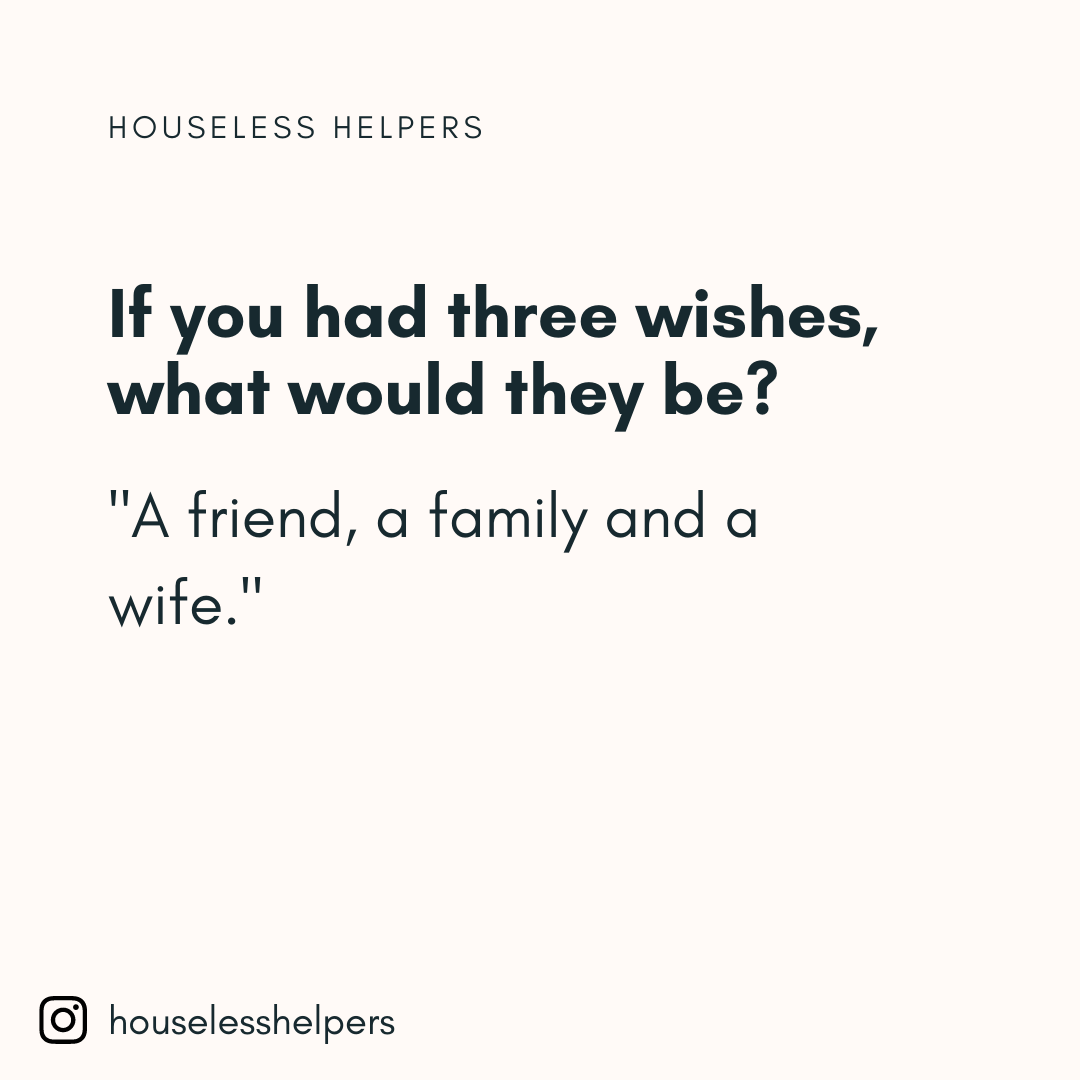 HOUSELESS HELPERS
If you had three wishes,
what would they be?
"A friend, a family and a
wife."
houselesshelpers